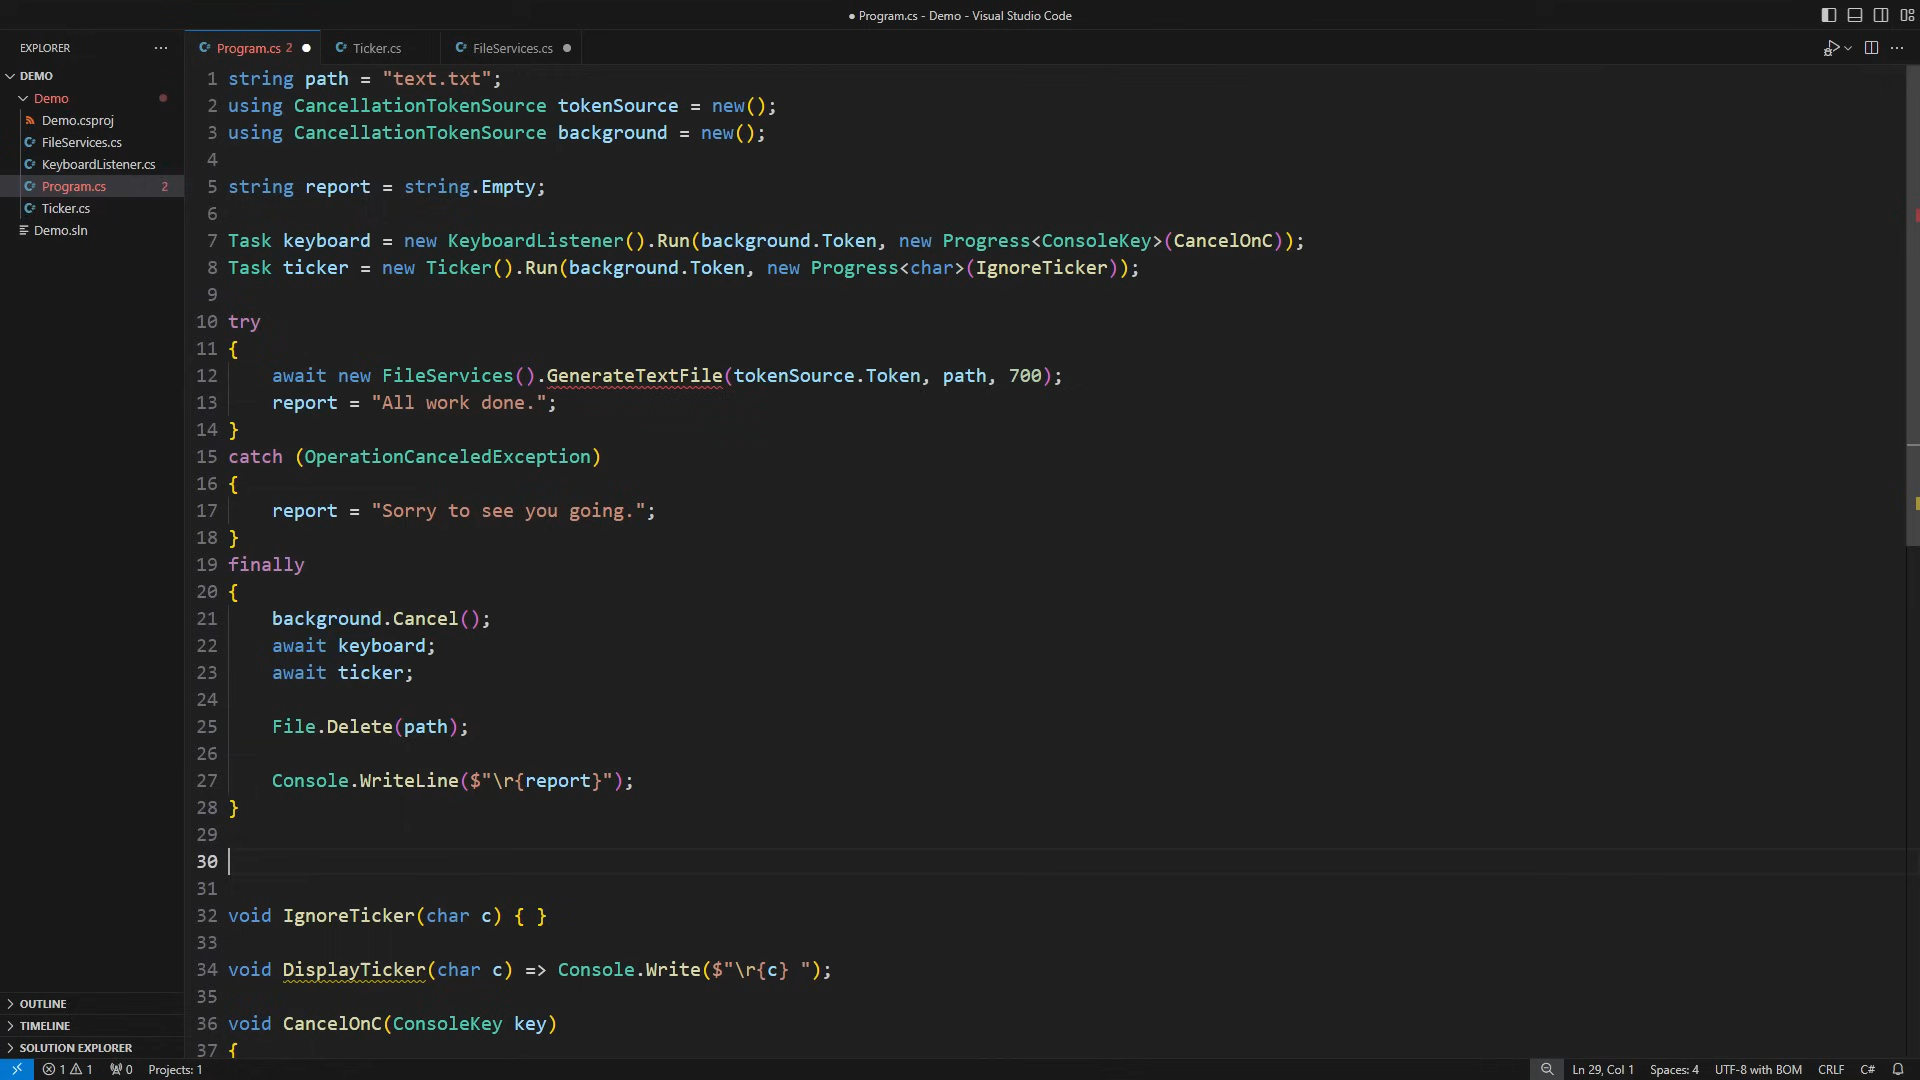 Program.cs - Demo - Visual Studio Code
EXPLORER
DEMO
Demo
Demo.csproj
FileServices.cs
KeyboardListener.cs
Program.cs 2
Ticker.cs
Demo.sln
OUTLINE
TIMELINE
SOLUTION EXPLORER
Program.cs 2
Ticker.cs
FileServices.cs
1 string path = "text.txt";
2 using CancellationTokenSource tokenSource = new();
3 using CancellationTokenSource background = new();
4
5 string report = string.Empty;
6
7 Task keyboard = new KeyboardListener().Run(background.Token, new Progress<ConsoleKey>(CancelOnC));
8 Task ticker = new Ticker().Run(background.Token, new Progress<char>(IgnoreTicker));
9
10 try
11 {
12 await new FileServices().GenerateTextFile(tokenSource.Token, path, 700);
13 report = "All work done.";
14 }
15 catch (OperationCanceledException)
16 {
17 report = "Sorry to see you going.";
18 }
19 finally
20 {
21 background.Cancel();
22 await keyboard;
23 await ticker;
24
25 File.Delete(path);
26
27 Console.WriteLine($"\r{report}");
28 }
29
30
31
32 void IgnoreTicker(char c) { }
33
34 void DisplayTicker(char c) => Console.Write($"\r{c} ");
35
36 void CancelOnC(ConsoleKey key)
37 {
1 1 0 Projects: 1
Ln 29, Col 1 Spaces: 4 UTF-8 with BOM CRLF C#